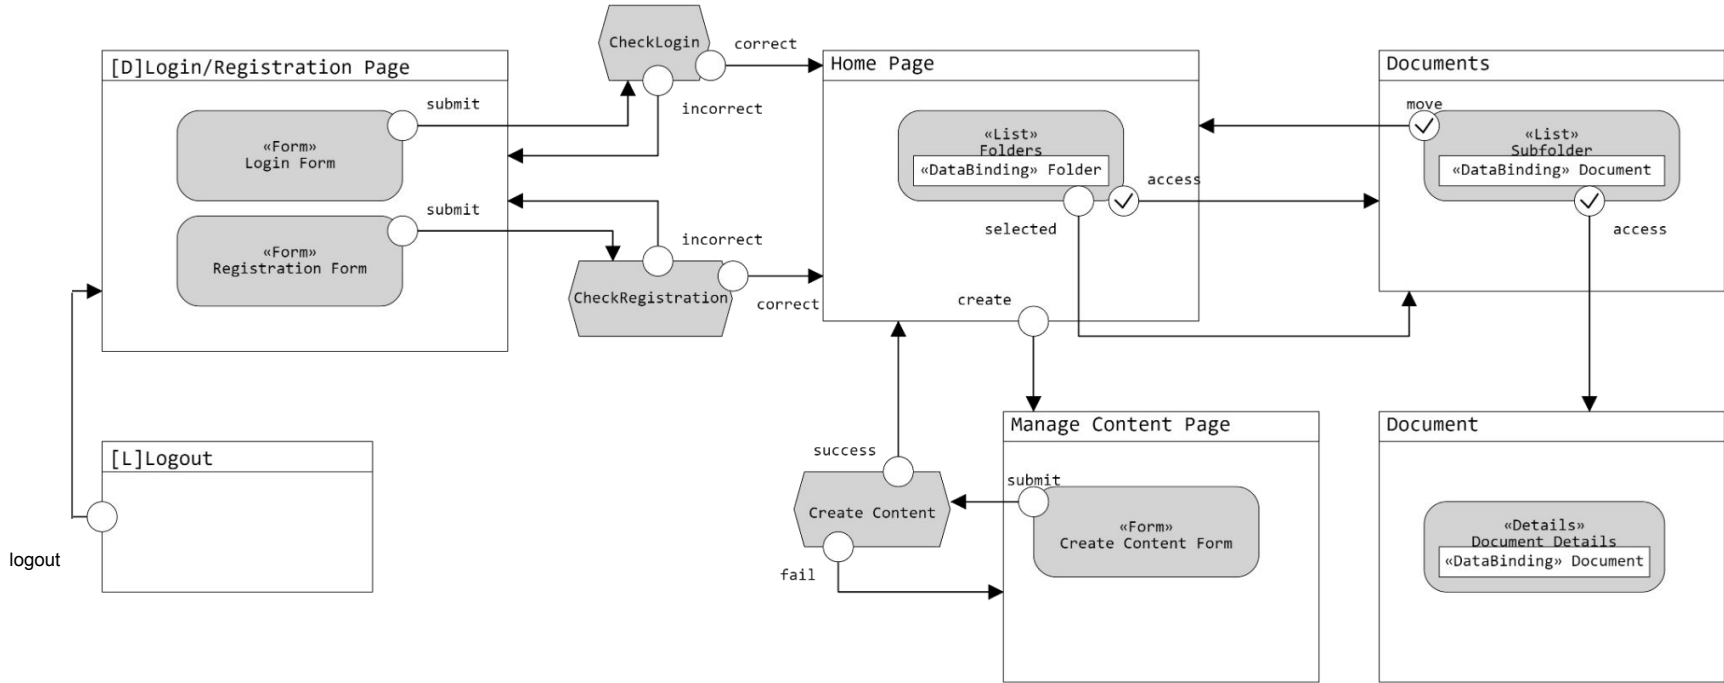 CheckLogin
correct
[D]Login/Registration Page
Home Page
Documents
submit
incorrect
move
«Form»
Login Form
«List»
Folders
«DataBinding» Folder
«List»
Subfolder
«DataBinding» Document
access
submit
selected
access
incorrect
«Form»
Registration Form
CheckRegistration
correct
create
Manage Content Page
Document
[L]Logout
success
submit
Create Content
«Form»
Create Content Form
«Details»
Document Details
«DataBinding» Document
logout
fail